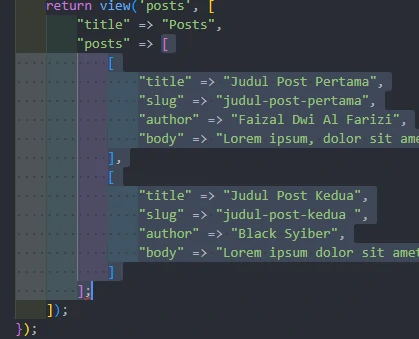 return view('posts', [
"title" => "Posts",
"posts" => [
[
"title" => "Judul Post Pertama",
"slug" => "judul-post-pertama",
"author" => "Faizal Dwi Al Farizi",
"body" => "Lorem ipsum, dolor sit ame
],
[
"title" => "Judul Post Kedua",
"slug" => "judul-post-kedua ",
"author" => "Black Syiber",
"body" => "Lorem ipsum dolor sit amet
]
];
]);
});